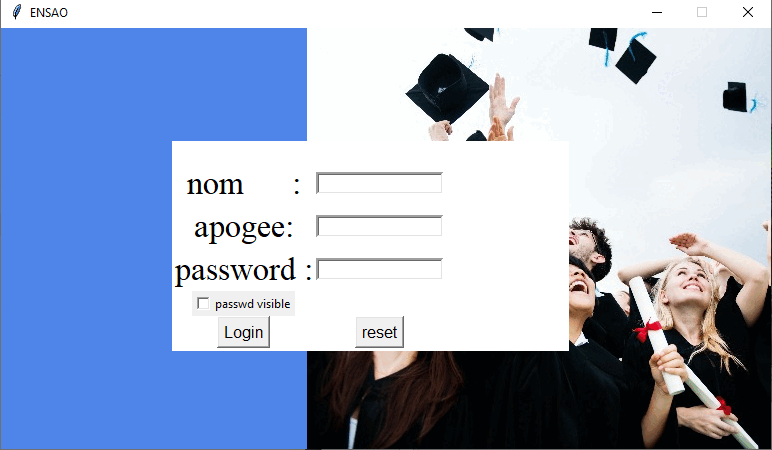 ENSAO
nom :
apogee:
password :
passwd visible
Login reset